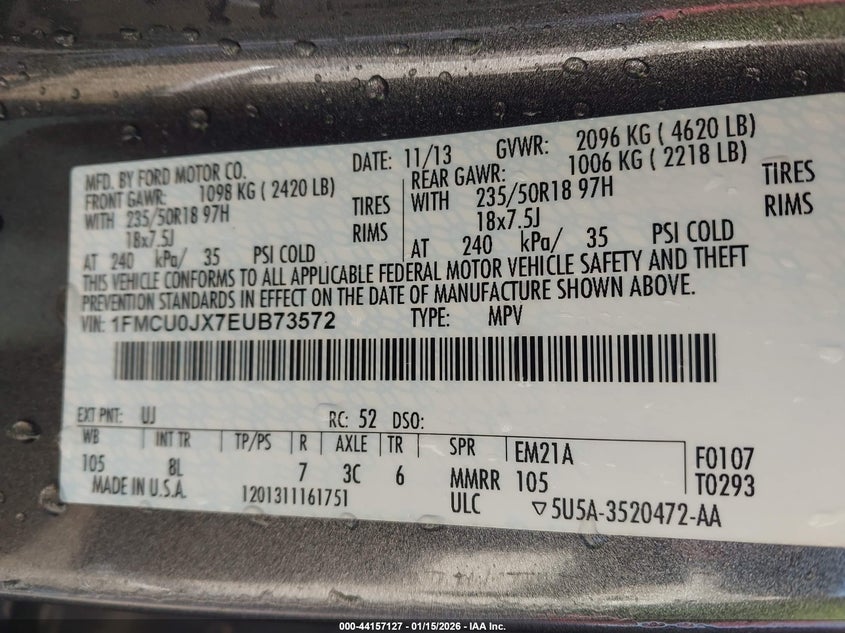 MFD. BY FORD MOTOR CO. DATE: 11/13 GVWR: 2096 KG ( 4620 LB)
FRONT GAWR: 1098 KG ( 2420 LB) REAR GAWR: 1006 KG ( 2218 LB)
WITH 235/50R18 97H TIRES WITH 235/50R18 97H TIRES
18x7.5J RIMS 18x7.5J RIMS
AT 240 kPa/ 35 PSI COLD AT 240 kPa/ 35 PSI COLD
THIS VEHICLE CONFORMS TO ALL APPLICABLE FEDERAL MOTOR VEHICLE SAFETY AND THEFT
PREVENTION STANDARDS IN EFFECT ON THE DATE OF MANUFACTURE SHOWN ABOVE.
VIN: 1FMCU0JX7EUB73572 TYPE: MPV
EXT PNT: UJ RC: 52 DSO:
WB INT TR TP/PS R AXLE TR SPR EM21A F0107
105 8L 7 3C 6 MMRR 105 T0293
MADE IN U.S.A. 1201311161751 ULC ▽5U5A-3520472-AA
000-44157127 - 01/15/2026 - IAA Inc.